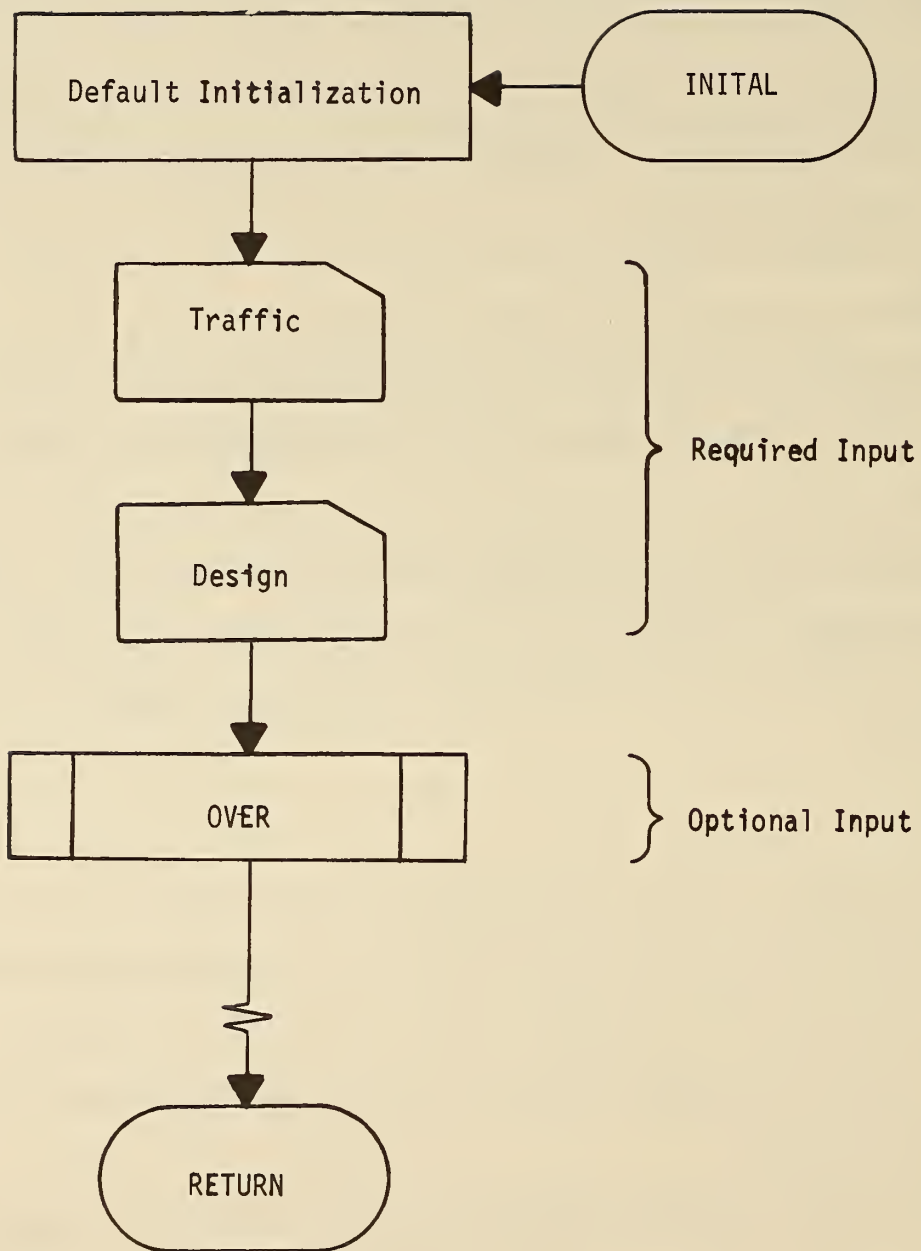 Default Initialization
INITAL
Traffic
Required Input
Design
OVER
Optional Input
RETURN